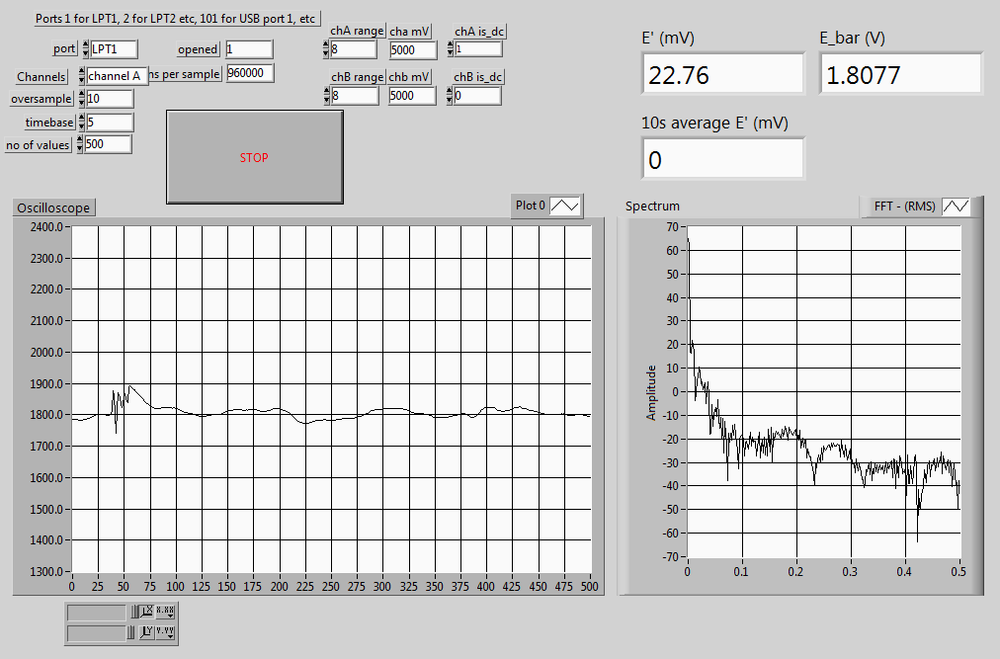 Ports 1 for LPT1, 2 for LPT2 etc, 101 for USB port 1, etc
port LPT1 opened 1
Channels channel A ns per sample 960000
oversample 10
timebase 5
no of values 500
chA range cha mV chA is_dc
8 5000 1
chB range chb mV chB is_dc
8 5000 0
STOP
E' (mV) E_bar (V)
22.76 1.8077
10s average E' (mV)
0
Oscilloscope Plot 0
2400.0
2300.0
2200.0
2100.0
2000.0
1900.0
1800.0
1700.0
1600.0
1500.0
1400.0
1300.0
0 25 50 75 100 125 150 175 200 225 250 275 300 325 350 375 400 425 450 475 500
Spectrum FFT - (RMS)
Amplitude
70
60
50
40
30
20
10
0
-10
-20
-30
-40
-50
-60
-70
0 0.1 0.2 0.3 0.4 0.5
X X.XX
Y Y.YY